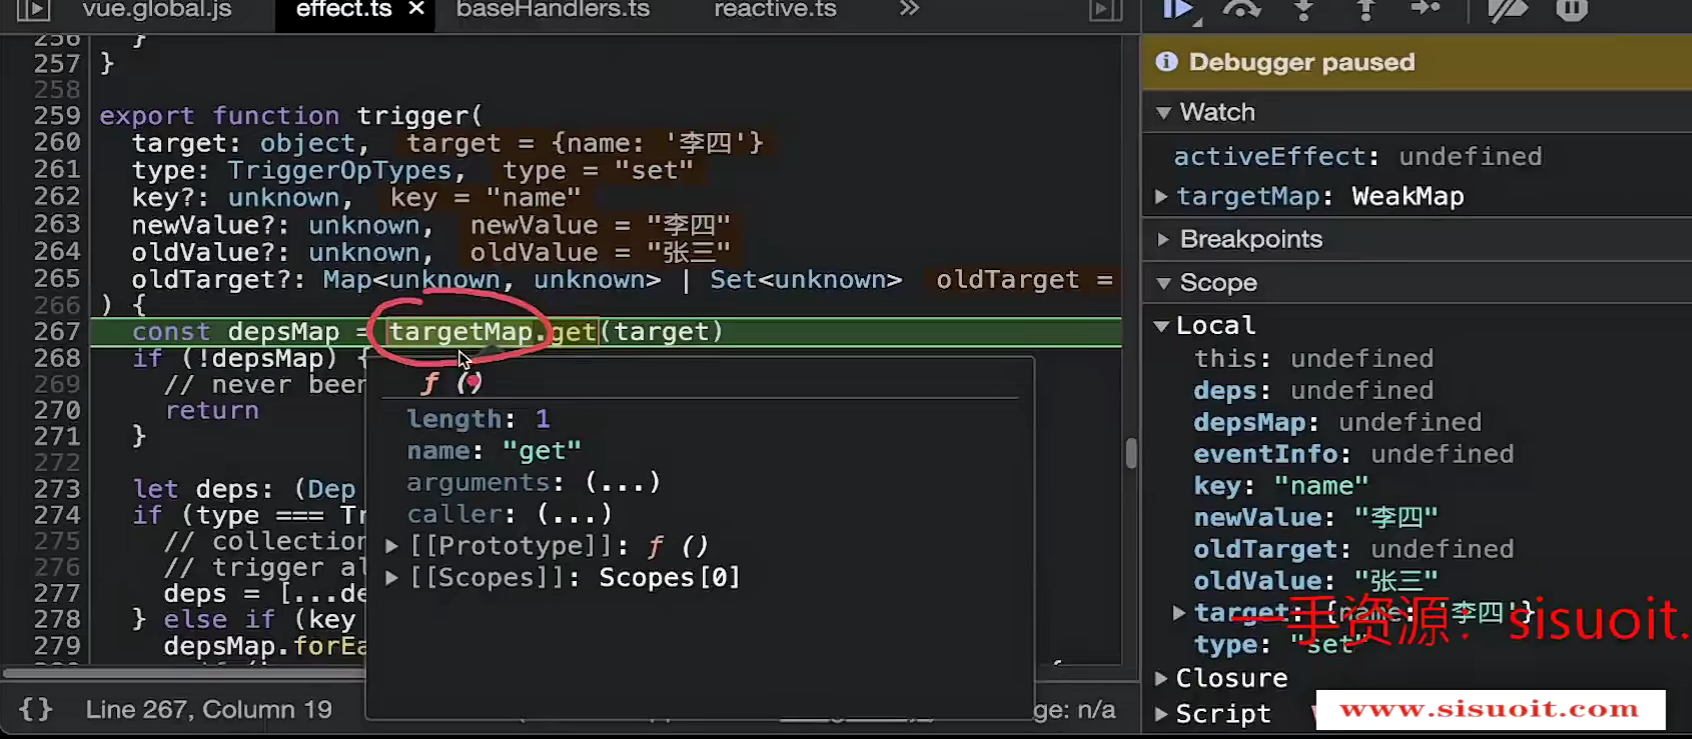 vue.global.js effect.ts × baseHandlers.ts reactive.ts »
256 }
257 }
258
259 export function trigger(
260 target: object, target = {name: '李四'}
261 type: TriggerOpTypes, type = "set"
262 key?: unknown, key = "name"
263 newValue?: unknown, newValue = "李四"
264 oldValue?: unknown, oldValue = "张三"
265 oldTarget?: Map<unknown, unknown> | Set<unknown> oldTarget =
266 ) {
267 const depsMap = targetMap.get(target)
268 if (!depsMap) {
269 // never been
270 return
271 }
272
273 let deps: (Dep
274 if (type === Tr
275 // collection
276 // trigger al
277 deps = [...de
278 } else if (key
279 depsMap.forEa
ƒ ()
length: 1
name: "get"
arguments: (...)
caller: (...)
[[Prototype]]: ƒ ()
[[Scopes]]: Scopes[0]
{} Line 267, Column 19
ge: n/a
Debugger paused
Watch
activeEffect: undefined
targetMap: WeakMap
Breakpoints
Scope
Local
this: undefined
deps: undefined
depsMap: undefined
eventInfo: undefined
key: "name"
newValue: "李四"
oldTarget: undefined
oldValue: "张三"
target: {name: '李四'}
一手资源：sisuoit.
type: "set"
Closure
Script
www.sisuoit.com